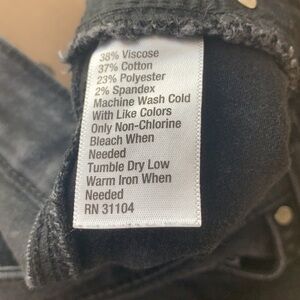 38% Viscose
37% Cotton
23% Polyester
2% Spandex
Machine Wash Cold
With Like Colors
Only Non-Chlorine
Bleach When
Needed
Tumble Dry Low
Warm Iron When
Needed
RN 31104